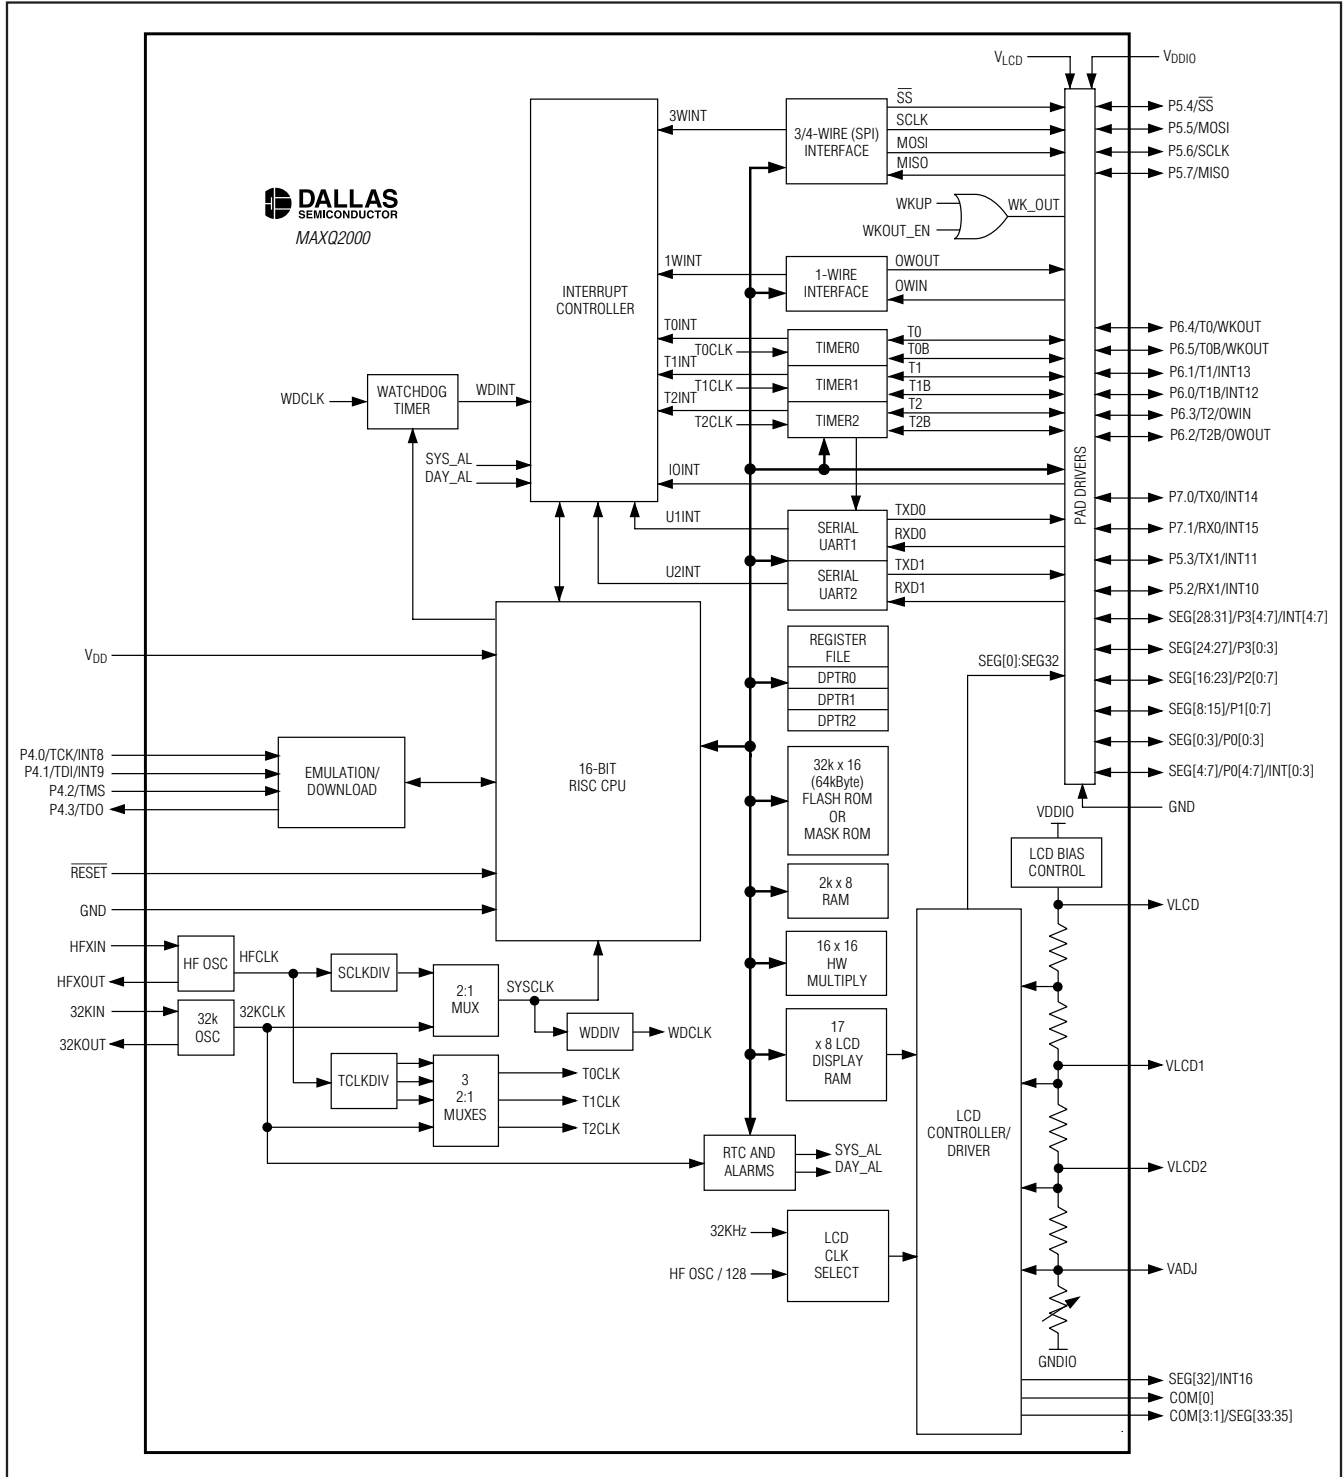 VLCD
VDDIO
SS
3WINT
SCLK
3/4-WIRE (SPI)
INTERFACE
MOSI
MISO
P5.4/SS
P5.5/MOSI
P5.6/SCLK
P5.7/MISO
DALLAS
SEMICONDUCTOR
MAXQ2000
WKUP
WKOUT_EN
WK_OUT
INTERRUPT
CONTROLLER
1WINT
1-WIRE
INTERFACE
OWOUT
OWIN
T0INT
T0CLK
T1INT
T1CLK
T2INT
T2CLK
TIMER0
TIMER1
TIMER2
T0
T0B
T1
T1B
T2
T2B
P6.4/T0/WKOUT
P6.5/T0B/WKOUT
P6.1/T1/INT13
P6.0/T1B/INT12
P6.3/T2/OWIN
P6.2/T2B/OWOUT
WDCLK
WATCHDOG
TIMER
WDINT
SYS_AL
DAY_AL
IOINT
PAD DRIVERS
U1INT
U2INT
SERIAL
UART1
SERIAL
UART2
TXD0
RXD0
TXD1
RXD1
P7.0/TX0/INT14
P7.1/RX0/INT15
P5.3/TX1/INT11
P5.2/RX1/INT10
SEG[28:31]/P3[4:7]/INT[4:7]
SEG[24:27]/P3[0:3]
SEG[16:23]/P2[0:7]
SEG[8:15]/P1[0:7]
SEG[0:3]/P0[0:3]
SEG[4:7]/P0[4:7]/INT[0:3]
GND
VDD
REGISTER
FILE
DPTR0
DPTR1
DPTR2
SEG[0]:SEG32
P4.0/TCK/INT8
P4.1/TDI/INT9
P4.2/TMS
P4.3/TDO
EMULATION/
DOWNLOAD
16-BIT
RISC CPU
32k x 16
(64kByte)
FLASH ROM
OR
MASK ROM
VDDIO
LCD BIAS
CONTROL
RESET
GND
2k x 8
RAM
VLCD
HFXIN
HFXOUT
HF OSC
HFCLK
SCLKDIV
2:1
MUX
SYSCLK
16 x 16
HW
MULTIPLY
32KIN
32KOUT
32k
OSC
32KCLK
WDDIV
WDCLK
17
x 8 LCD
DISPLAY
RAM
TCLKDIV
3
2:1
MUXES
T0CLK
T1CLK
T2CLK
VLCD1
LCD
CONTROLLER/
DRIVER
RTC AND
ALARMS
SYS_AL
DAY_AL
VLCD2
32KHz
HF OSC / 128
LCD
CLK
SELECT
VADJ
GNDIO
SEG[32]/INT16
COM[0]
COM[3:1]/SEG[33:35]